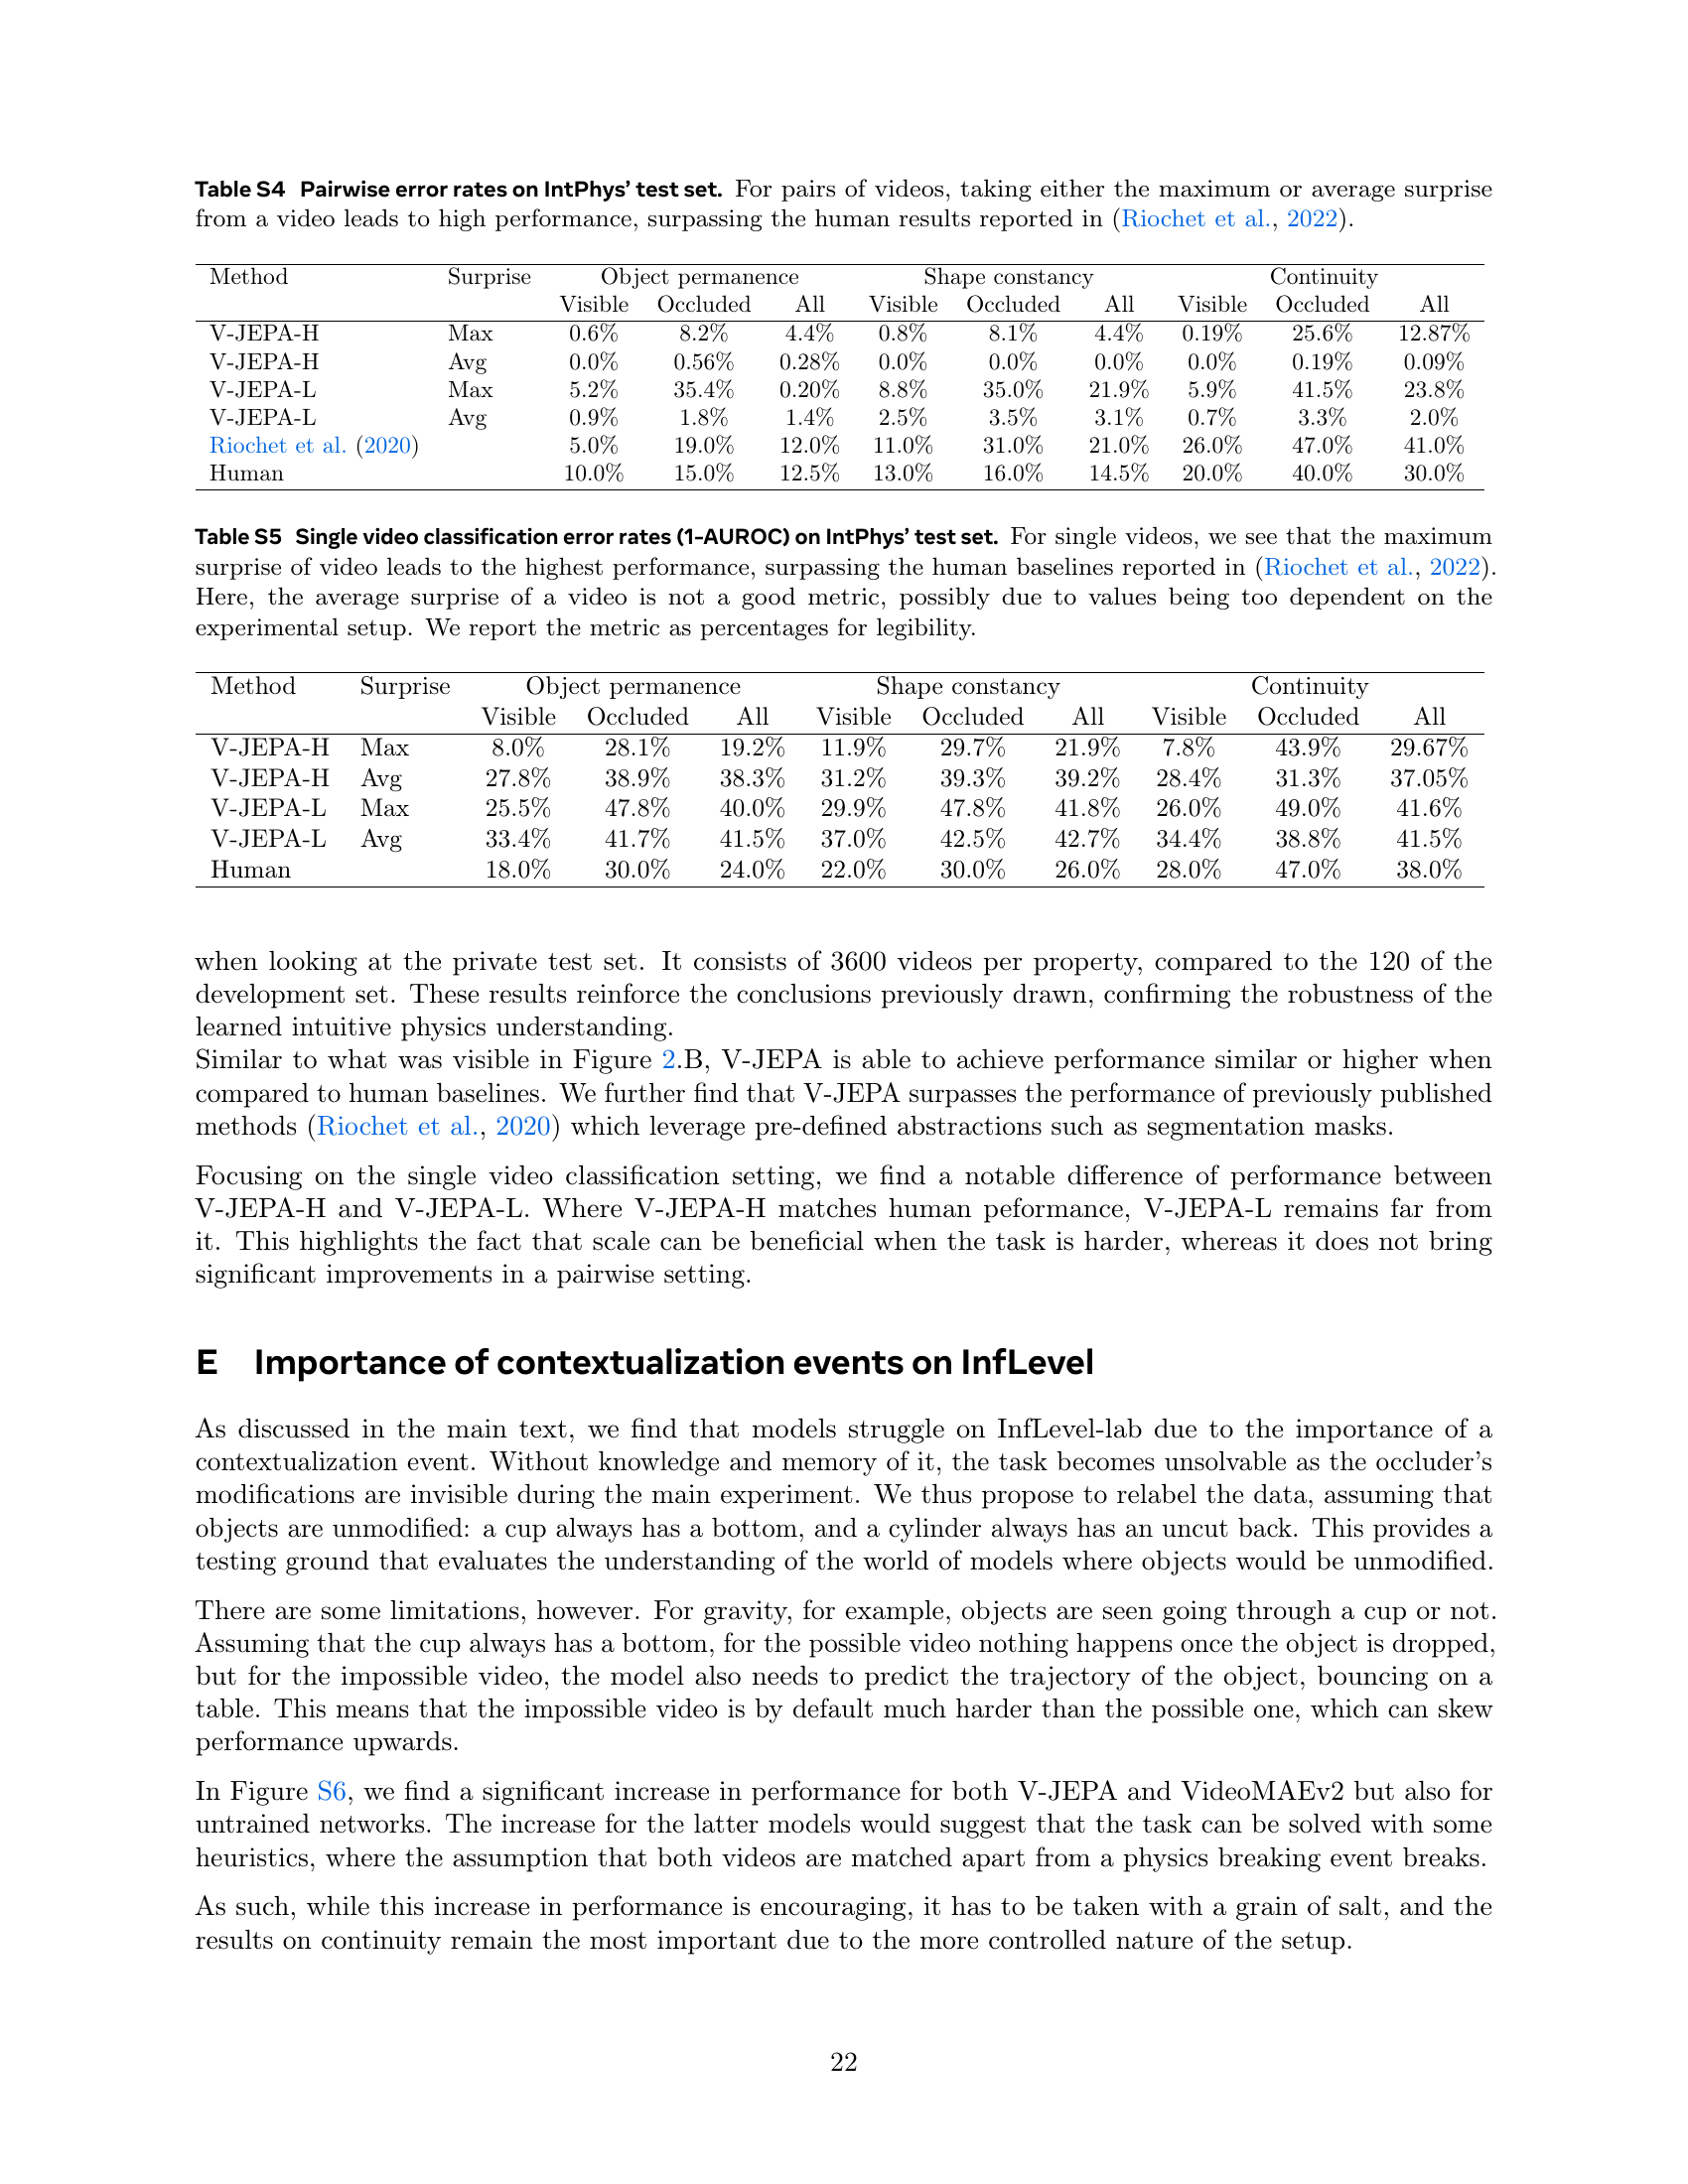 Table S4 Pairwise error rates on IntPhys' test set. For pairs of videos, taking either the maximum or average surprise
from a video leads to high performance, surpassing the human results reported in (Riochet et al., 2022).
Method Surprise Object permanence Shape constancy Continuity
Visible Occluded All Visible Occluded All Visible Occluded All
V-JEPA-H Max 0.6% 8.2% 4.4% 0.8% 8.1% 4.4% 0.19% 25.6% 12.87%
V-JEPA-H Avg 0.0% 0.56% 0.28% 0.0% 0.0% 0.0% 0.0% 0.19% 0.09%
V-JEPA-L Max 5.2% 35.4% 0.20% 8.8% 35.0% 21.9% 5.9% 41.5% 23.8%
V-JEPA-L Avg 0.9% 1.8% 1.4% 2.5% 3.5% 3.1% 0.7% 3.3% 2.0%
Riochet et al. (2020) 5.0% 19.0% 12.0% 11.0% 31.0% 21.0% 26.0% 47.0% 41.0%
Human 10.0% 15.0% 12.5% 13.0% 16.0% 14.5% 20.0% 40.0% 30.0%
Table S5 Single video classification error rates (1-AUROC) on IntPhys' test set. For single videos, we see that the maximum
surprise of video leads to the highest performance, surpassing the human baselines reported in (Riochet et al., 2022).
Here, the average surprise of a video is not a good metric, possibly due to values being too dependent on the
experimental setup. We report the metric as percentages for legibility.
Method Surprise Object permanence Shape constancy Continuity
Visible Occluded All Visible Occluded All Visible Occluded All
V-JEPA-H Max 8.0% 28.1% 19.2% 11.9% 29.7% 21.9% 7.8% 43.9% 29.67%
V-JEPA-H Avg 27.8% 38.9% 38.3% 31.2% 39.3% 39.2% 28.4% 31.3% 37.05%
V-JEPA-L Max 25.5% 47.8% 40.0% 29.9% 47.8% 41.8% 26.0% 49.0% 41.6%
V-JEPA-L Avg 33.4% 41.7% 41.5% 37.0% 42.5% 42.7% 34.4% 38.8% 41.5%
Human 18.0% 30.0% 24.0% 22.0% 30.0% 26.0% 28.0% 47.0% 38.0%
when looking at the private test set. It consists of 3600 videos per property, compared to the 120 of the
development set. These results reinforce the conclusions previously drawn, confirming the robustness of the
learned intuitive physics understanding.
Similar to what was visible in Figure 2.B, V-JEPA is able to achieve performance similar or higher when
compared to human baselines. We further find that V-JEPA surpasses the performance of previously published
methods (Riochet et al., 2020) which leverage pre-defined abstractions such as segmentation masks.
Focusing on the single video classification setting, we find a notable difference of performance between
V-JEPA-H and V-JEPA-L. Where V-JEPA-H matches human peformance, V-JEPA-L remains far from
it. This highlights the fact that scale can be beneficial when the task is harder, whereas it does not bring
significant improvements in a pairwise setting.
E Importance of contextualization events on InfLevel
As discussed in the main text, we find that models struggle on InfLevel-lab due to the importance of a
contextualization event. Without knowledge and memory of it, the task becomes unsolvable as the occluder's
modifications are invisible during the main experiment. We thus propose to relabel the data, assuming that
objects are unmodified: a cup always has a bottom, and a cylinder always has an uncut back. This provides a
testing ground that evaluates the understanding of the world of models where objects would be unmodified.
There are some limitations, however. For gravity, for example, objects are seen going through a cup or not.
Assuming that the cup always has a bottom, for the possible video nothing happens once the object is dropped,
but for the impossible video, the model also needs to predict the trajectory of the object, bouncing on a
table. This means that the impossible video is by default much harder than the possible one, which can skew
performance upwards.
In Figure S6, we find a significant increase in performance for both V-JEPA and VideoMAEv2 but also for
untrained networks. The increase for the latter models would suggest that the task can be solved with some
heuristics, where the assumption that both videos are matched apart from a physics breaking event breaks.
As such, while this increase in performance is encouraging, it has to be taken with a grain of salt, and the
results on continuity remain the most important due to the more controlled nature of the setup.
22